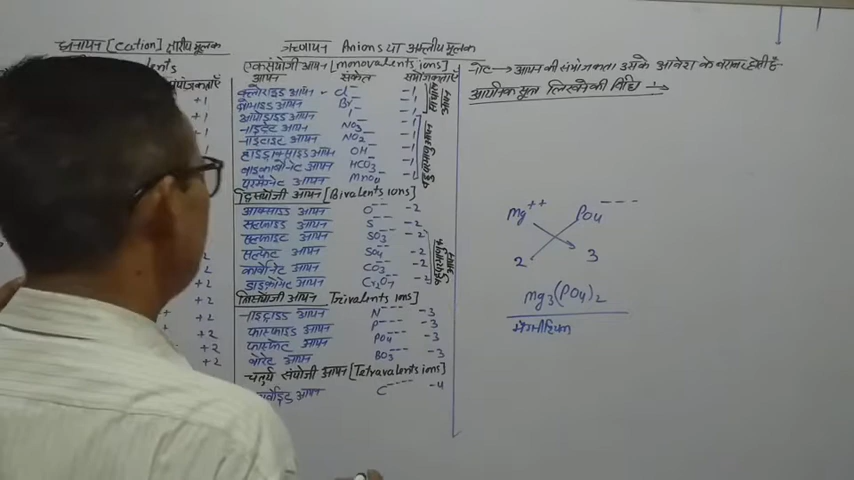 धनायन [Cation] क्षारीय मूलक
ऋणायन Anions या अम्लीय मूलक
एकसंयोजी आयन [monovalents ions]
आयन संकेत संयोजकताएँ
क्लोराइड आयन - Cl⁻ -1
ब्रोमाइड आयन Br⁻ -1
आयोडाइड आयन I⁻ -1
नाइट्रेट आयन NO3⁻ -1
नाइट्राइट आयन NO2⁻ -1
हाइड्राक्साइड आयन OH⁻ -1
बाइकार्बोनेट आयन HCO3⁻ -1
परमैंगनेट आयन MnO4⁻ -1
द्विसंयोजी आयन [Bivalents ions]
आक्साइड आयन O⁻⁻ -2
सल्फाइड आयन S⁻⁻ -2
सल्फाइट आयन SO3⁻⁻ -2
सल्फेट आयन SO4⁻⁻ -2
कार्बोनेट आयन CO3⁻⁻ -2
डाइक्रोमेट आयन Cr2O7⁻⁻ -2
त्रिसंयोजी आयन [Trivalents ions]
नाइट्राइड आयन N⁻⁻⁻ -3
फास्फाइड आयन P⁻⁻⁻ -3
फास्फेट आयन PO4⁻⁻⁻ -3
बोरेट आयन BO3⁻⁻⁻ -3
चतुर्थ संयोजी आयन [Tetravalents ions]
आयन C⁻⁻⁻⁻ -4
+1
+1
+2
+2
+2
+2
+2
नोट → आयन की संयोजकता उसके आवेश के बराबर होती है-
आयनिक सूत्र लिखने की विधि ÷→
Mg⁺⁺ PO4⁻⁻⁻
2 3
Mg3(PO4)2
मैग्नीशियम